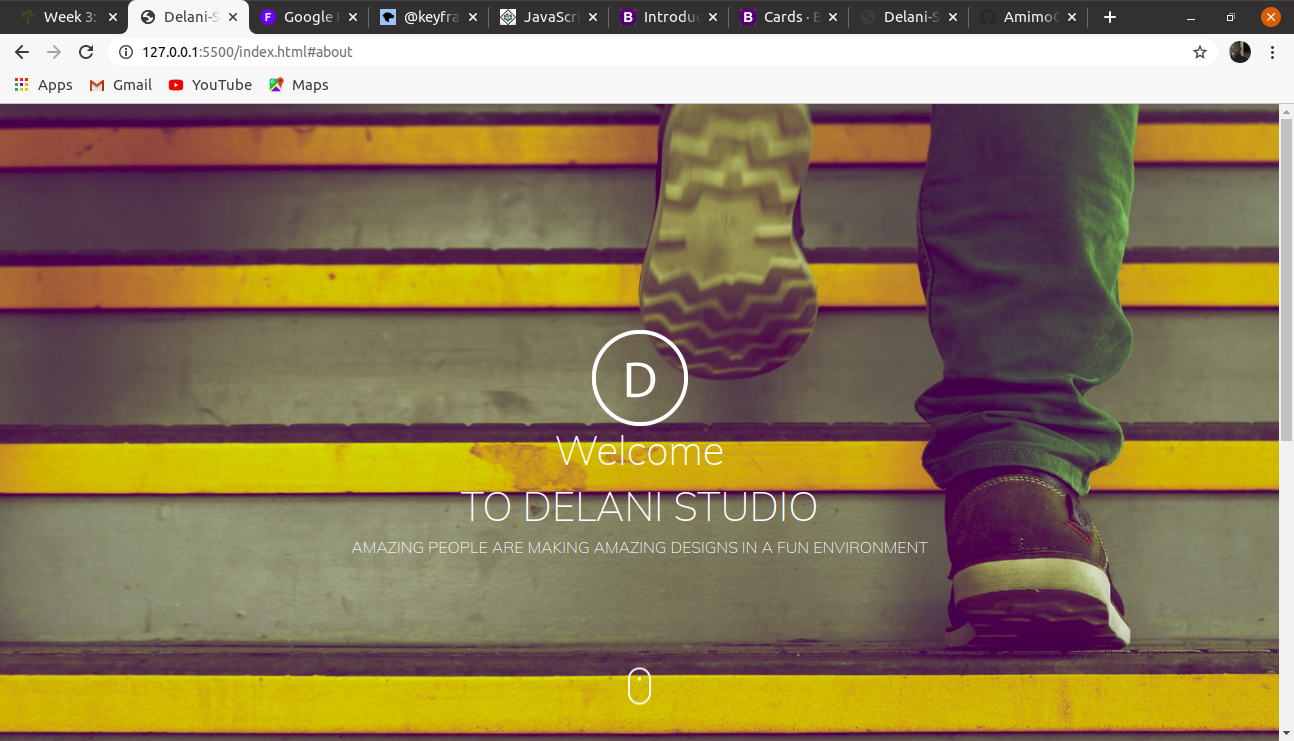 Week 3:
Delani-S
Google F
@keyfra
JavaScri
Introduc
Cards · B
Delani-S
AmimoC
127.0.0.1:5500/index.html#about
Apps
Gmail
YouTube
Maps
D
Welcome
TO DELANI STUDIO
AMAZING PEOPLE ARE MAKING AMAZING DESIGNS IN A FUN ENVIRONMENT